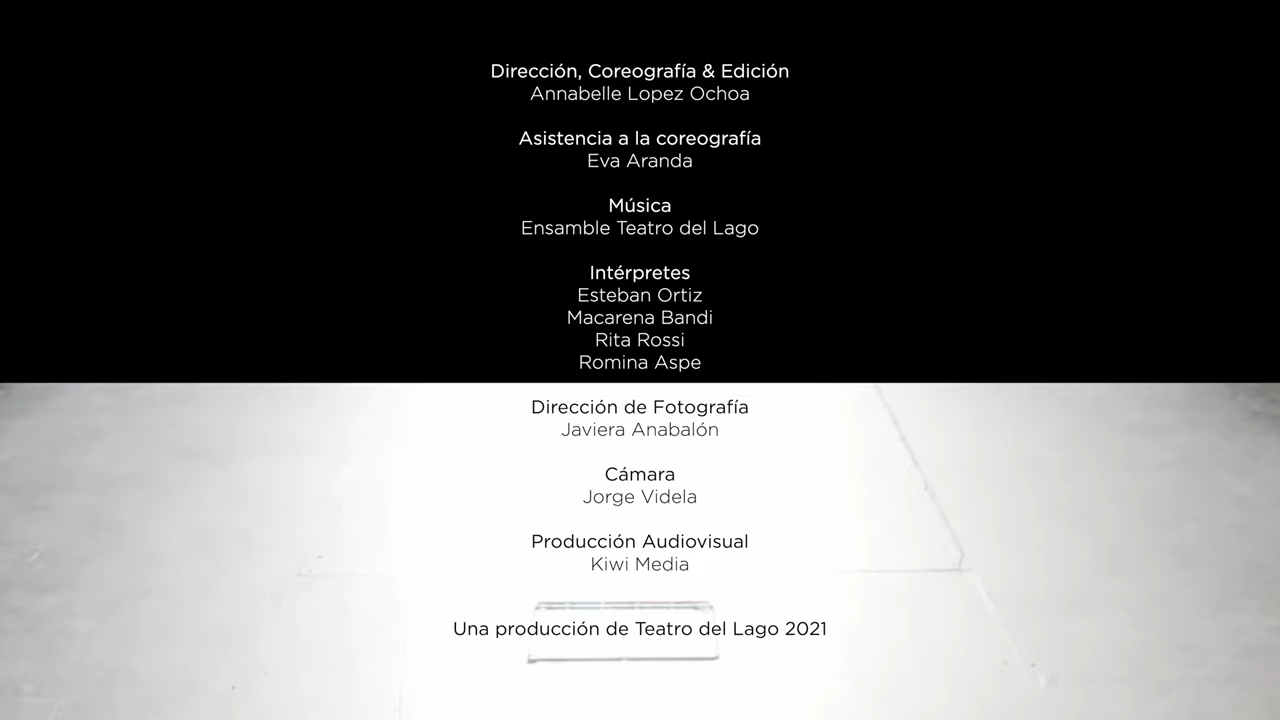 Dirección, Coreografía & Edición
Annabelle Lopez Ochoa
Asistencia a la coreografía
Eva Aranda
Música
Ensamble Teatro del Lago
Intérpretes
Esteban Ortiz
Macarena Bandi
Rita Rossi
Romina Aspe
Dirección de Fotografía
Javiera Anabalón
Cámara
Jorge Videla
Producción Audiovisual
Kiwi Media
Una producción de Teatro del Lago 2021